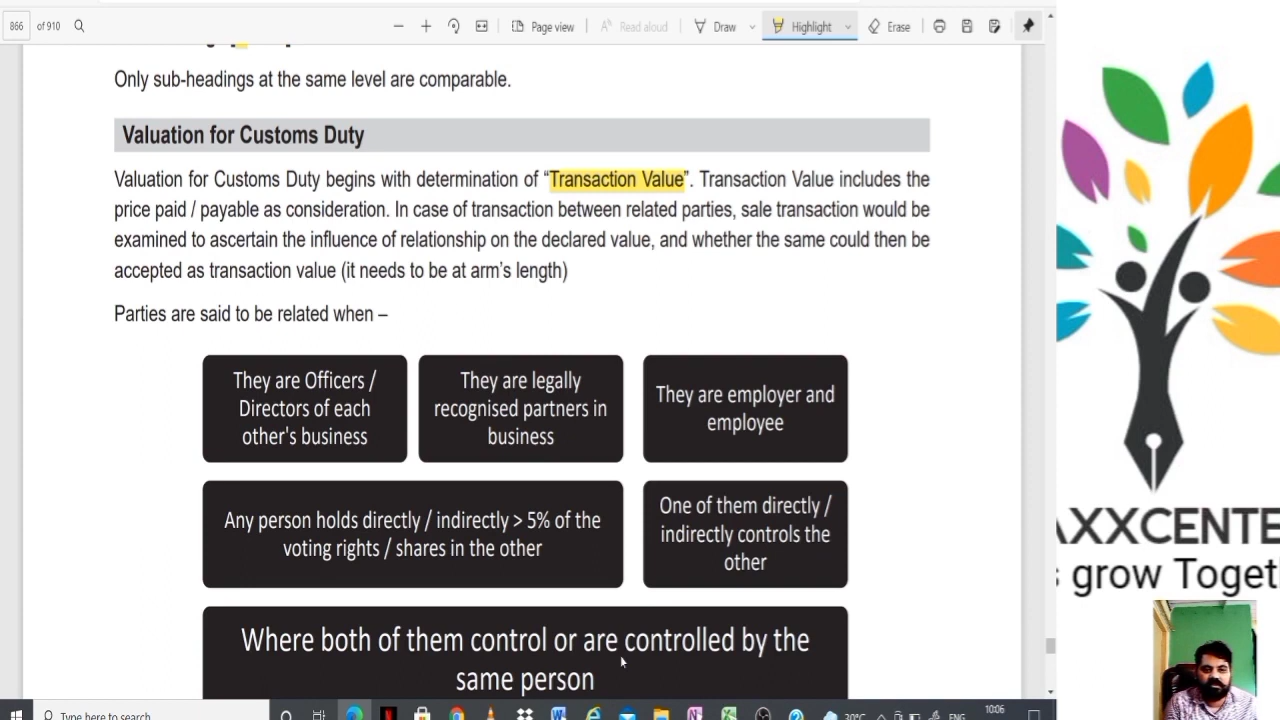 866 of 910 Page view Read aloud Draw Highlight Erase
Only sub-headings at the same level are comparable.
Valuation for Customs Duty
Valuation for Customs Duty begins with determination of “Transaction Value”. Transaction Value includes the
price paid / payable as consideration. In case of transaction between related parties, sale transaction would be
examined to ascertain the influence of relationship on the declared value, and whether the same could then be
accepted as transaction value (it needs to be at arm’s length)
Parties are said to be related when –
They are Officers /
Directors of each
other's business
They are legally
recognised partners in
business
They are employer and
employee
Any person holds directly / indirectly > 5% of the
voting rights / shares in the other
One of them directly /
indirectly controls the
other
Where both of them control or are controlled by the
same person
AXXCENTE
s grow Togeth
Type here to search 30°C ENG 10:06